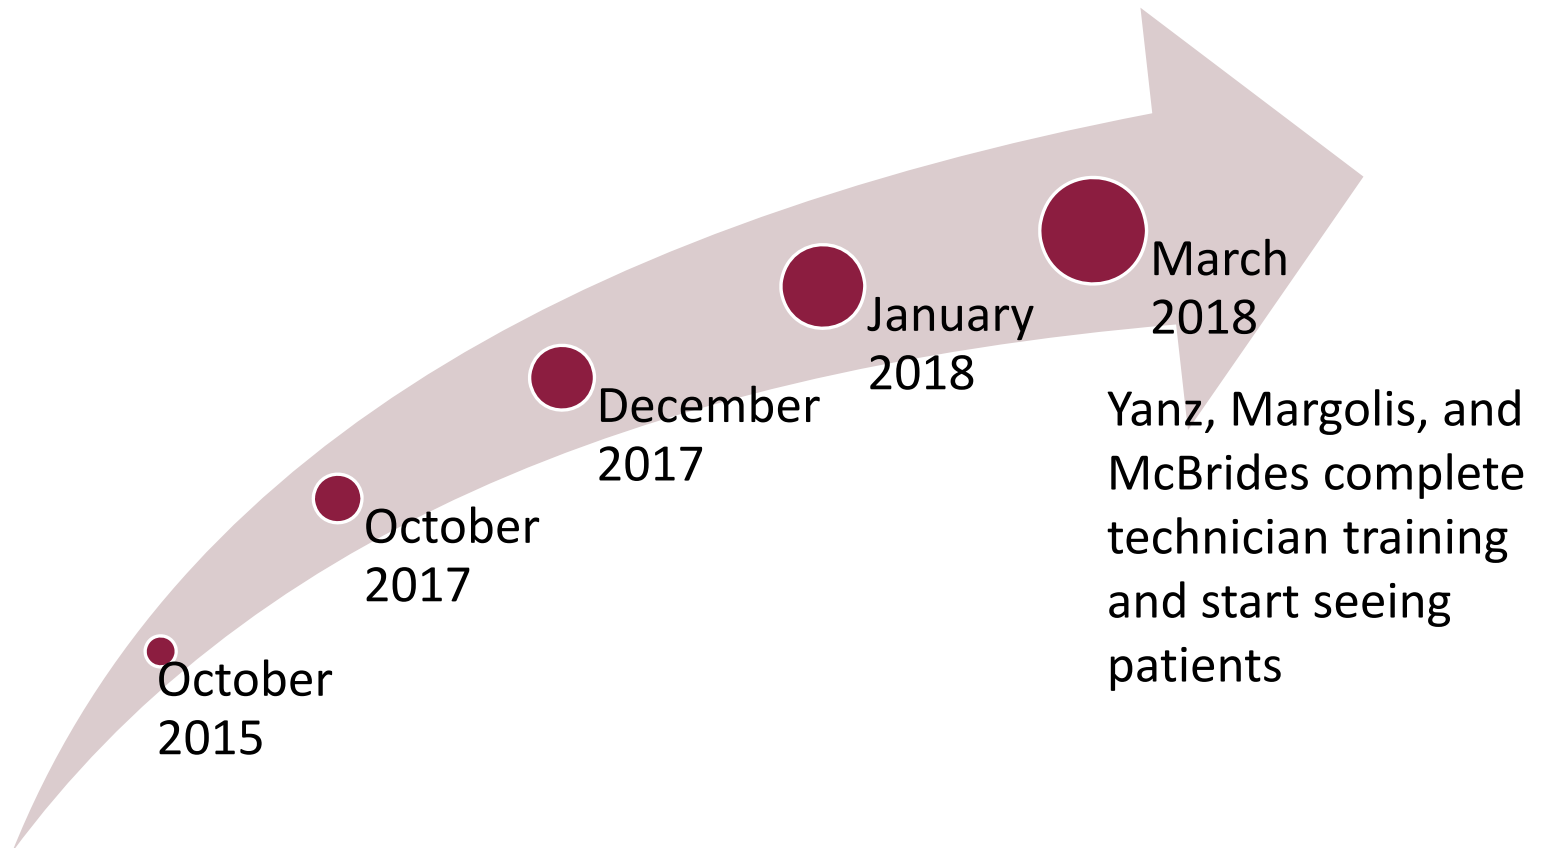 October
2015
October
2017
December
2017
January
2018
March
2018
Yanz, Margolis, and
McBrides complete
technician training
and start seeing
patients